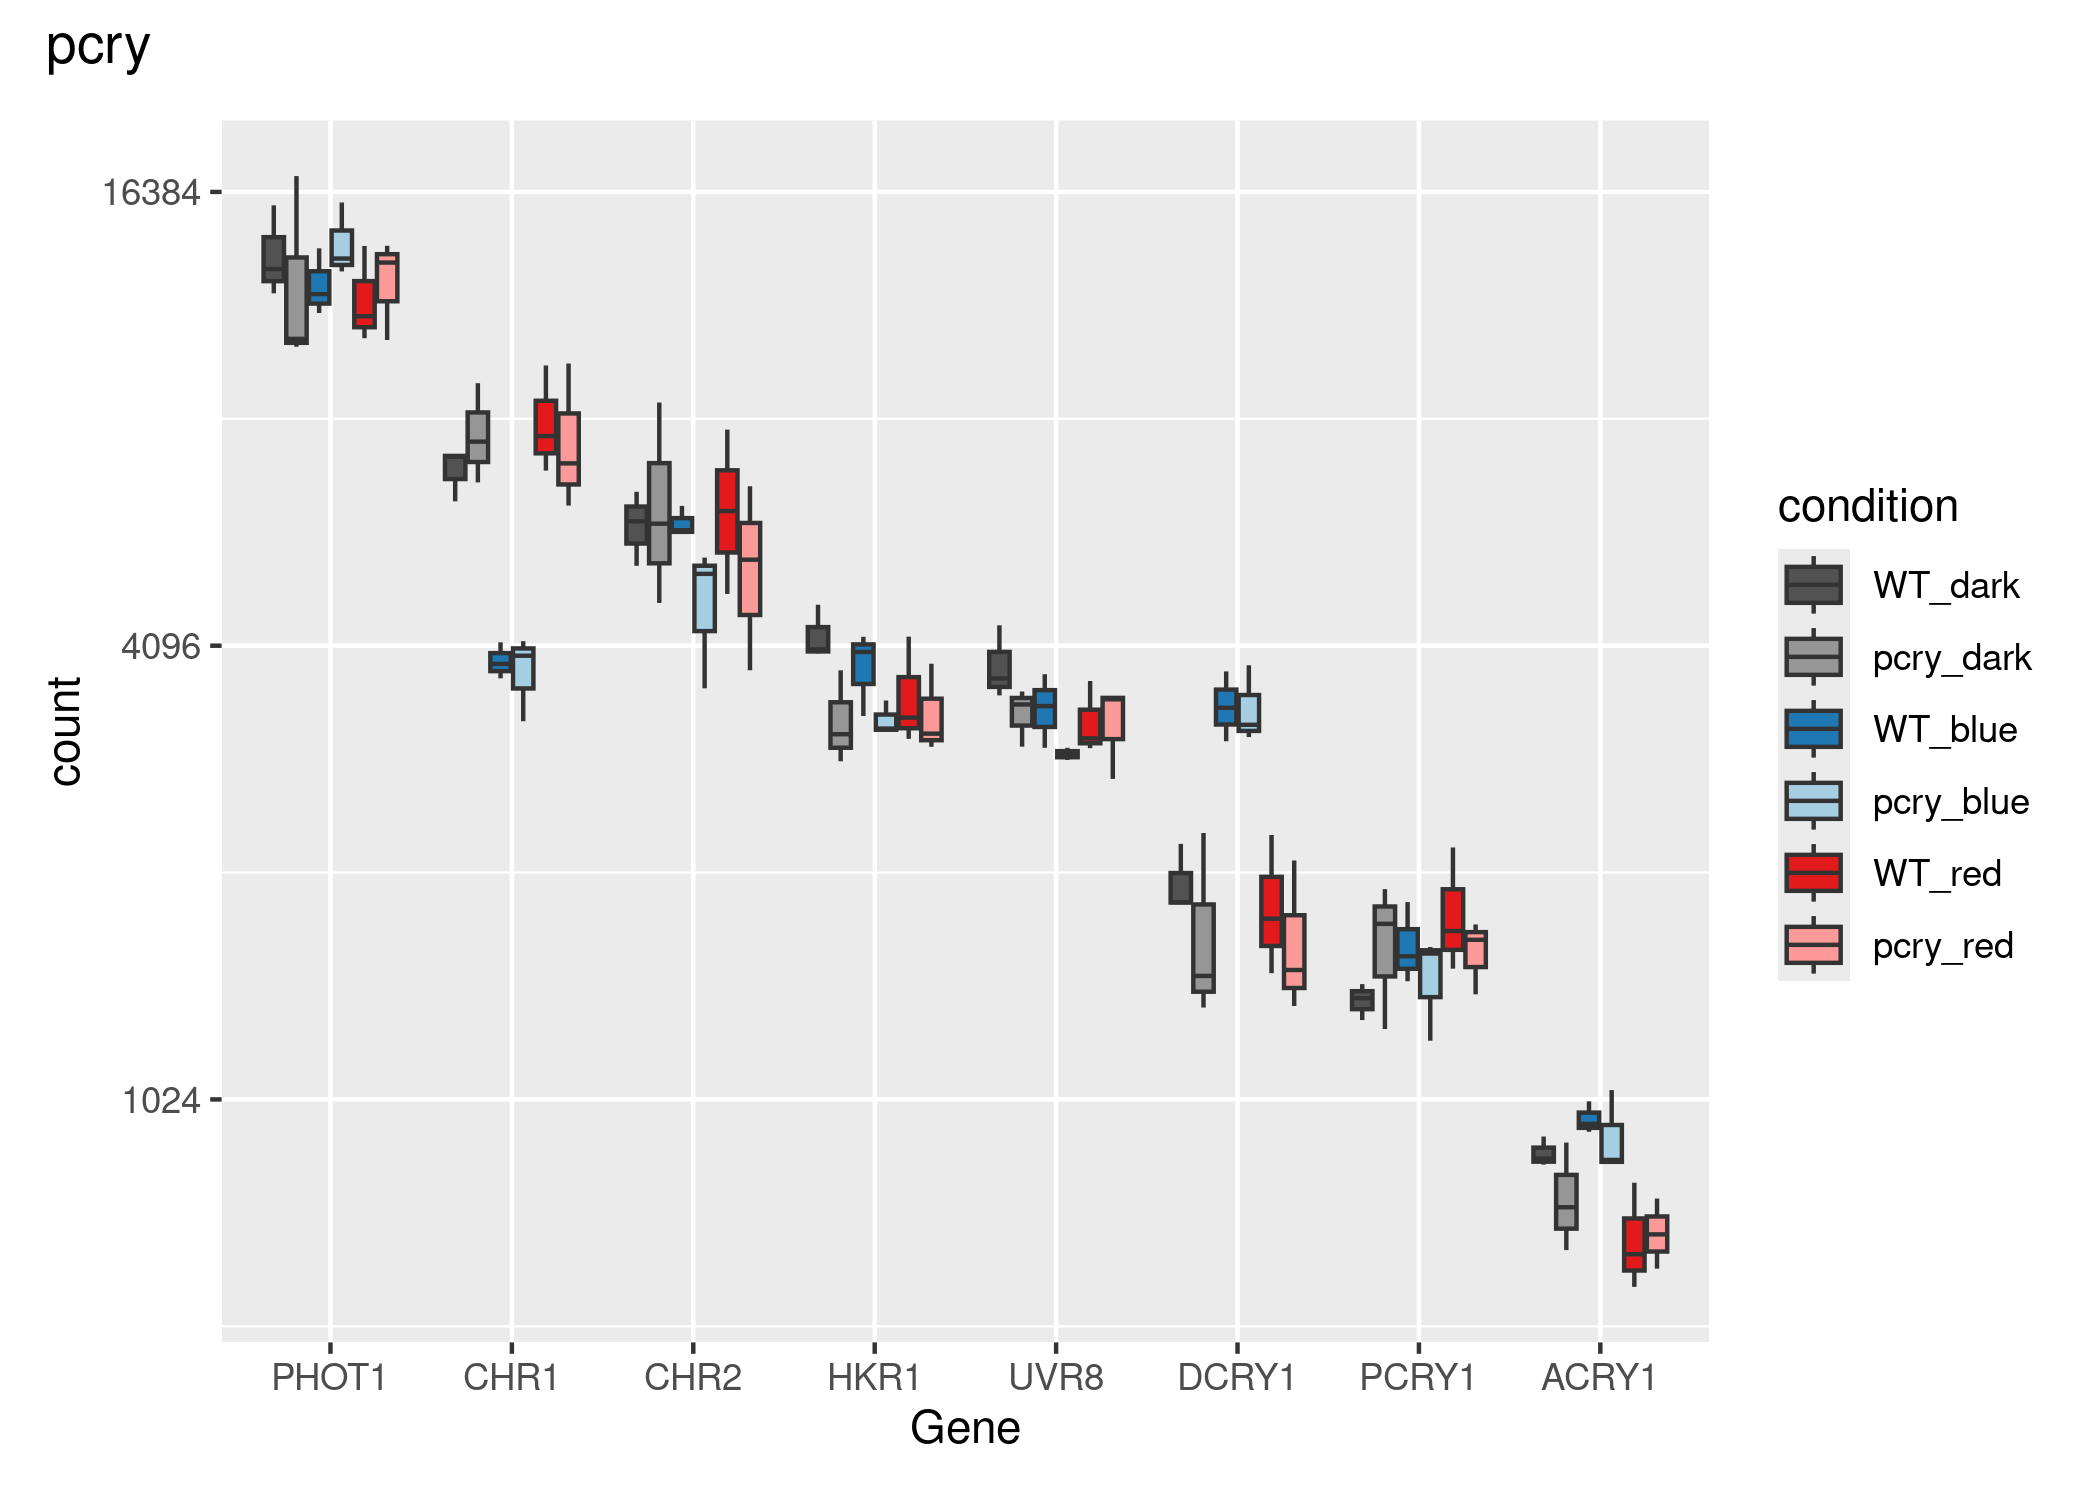 pcry
16384
4096
1024
count
PHOT1 CHR1 CHR2 HKR1 UVR8 DCRY1 PCRY1 ACRY1
Gene
condition
WT_dark
pcry_dark
WT_blue
pcry_blue
WT_red
pcry_red